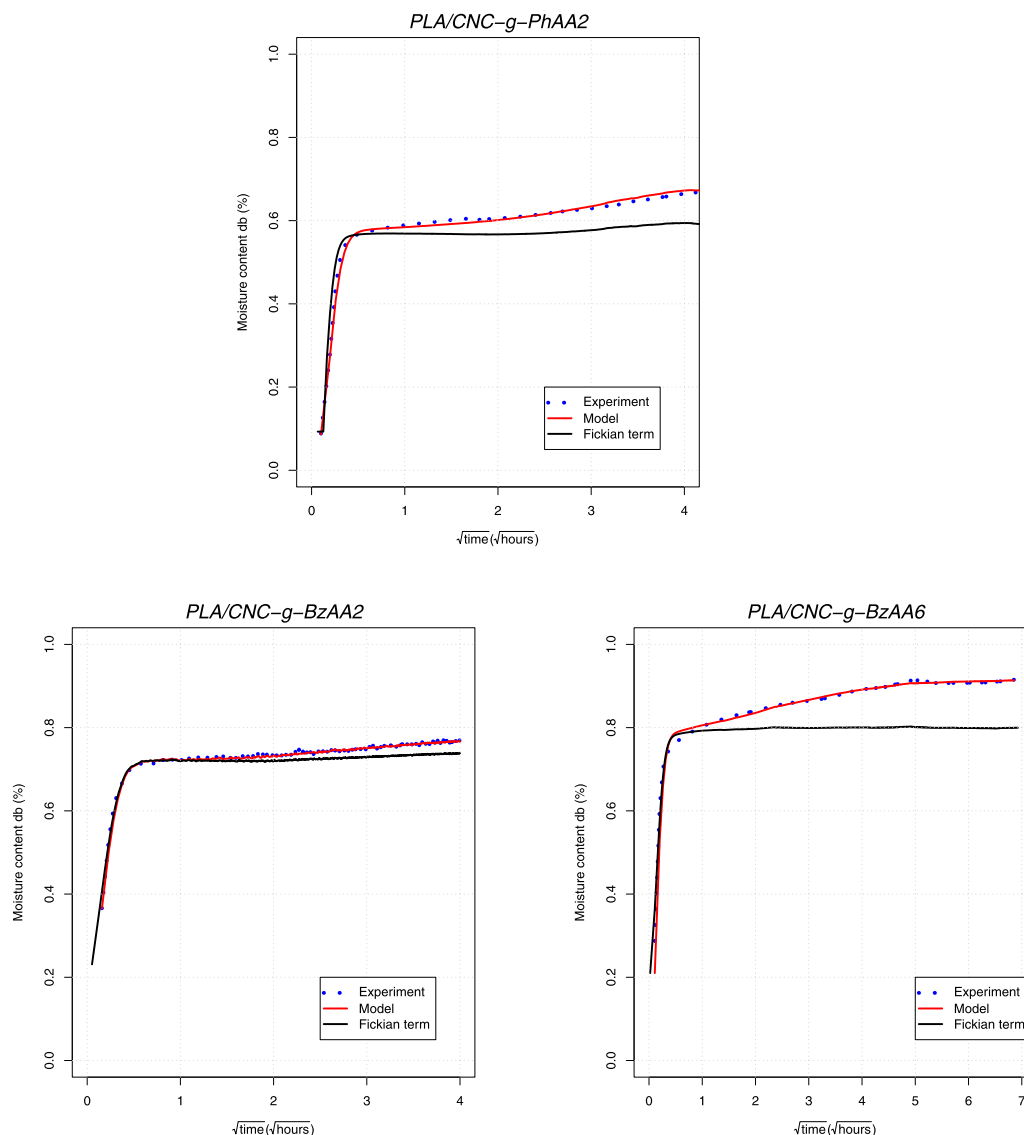 PLA/CNC−g−PhAA2
Moisture content db (%)
1.0
0.8
0.6
0.4
0.2
0.0
Experiment
Model
Fickian term
0 1 2 3 4
√time(√hours)
PLA/CNC−g−BzAA2
Moisture content db (%)
1.0
0.8
0.6
0.4
0.2
0.0
Experiment
Model
Fickian term
0 1 2 3 4
√time(√hours)
PLA/CNC−g−BzAA6
Moisture content db (%)
1.0
0.8
0.6
0.4
0.2
0.0
Experiment
Model
Fickian term
0 1 2 3 4 5 6 7
√time(√hours)